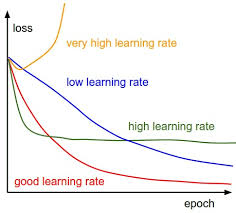 loss
very high learning rate
low learning rate
high learning rate
good learning rate
epoch